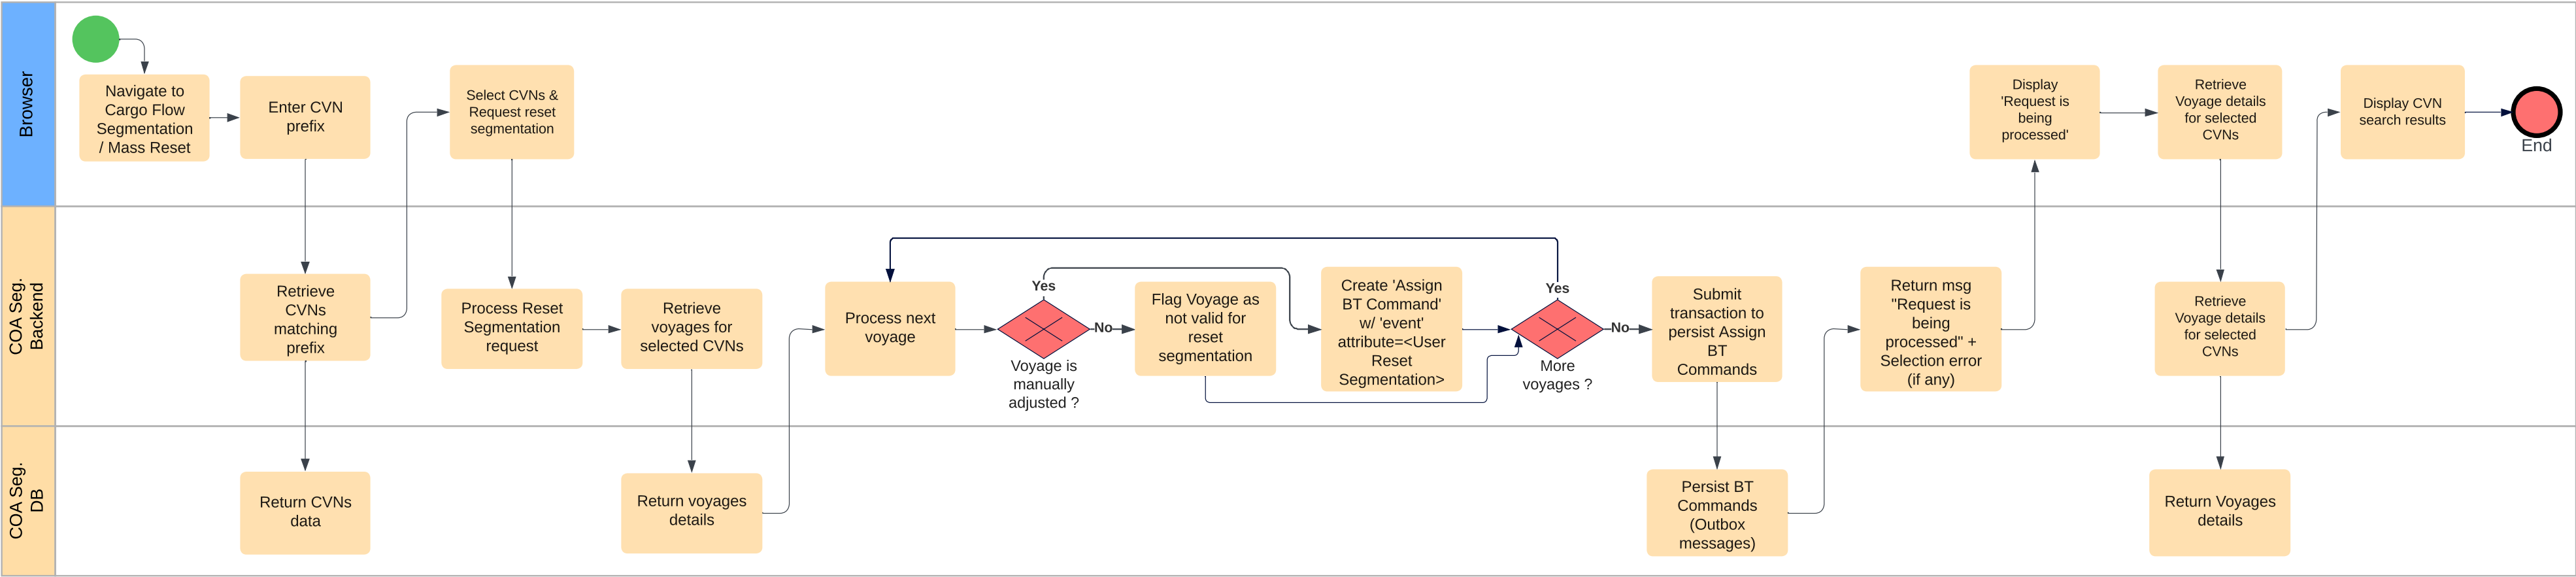 Browser
Navigate to
Cargo Flow
Segmentation
/ Mass Reset
Enter CVN
prefix
Select CVNs &
Request reset
segmentation
Display
'Request is
being
processed'
Retrieve
Voyage details
for selected
CVNs
Display CVN
search results
End
COA Seg.
Backend
Retrieve
CVNs
matching
prefix
Process Reset
Segmentation
request
Retrieve
voyages for
selected CVNs
Process next
voyage
Yes
No
Voyage is
manually
adjusted ?
Flag Voyage as
not valid for
reset
segmentation
Create 'Assign
BT Command'
w/ 'event'
attribute=<User
Reset
Segmentation>
Yes
No
More
voyages ?
Submit
transaction to
persist Assign
BT
Commands
Return msg
"Request is
being
processed" +
Selection error
(if any)
Retrieve
Voyage details
for selected
CVNs
COA Seg.
DB
Return CVNs
data
Return voyages
details
Persist BT
Commands
(Outbox
messages)
Return Voyages
details